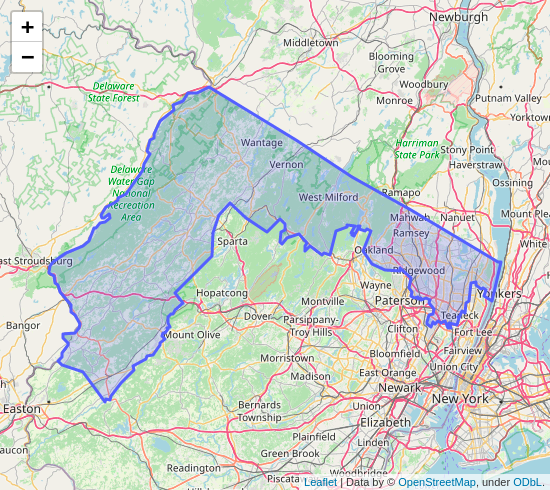 +
−
Newburgh
Middletown
Blooming
Grove
Delaware
State Forest
Woodbury
Monroe
Putnam Valley
Yorktown
Harriman
State Park
Stony Point
Haverstraw
Wantage
Vernon
Delaware
Water Gap
National
Recreation
Area
Ossining
West Milford
Ramapo
Mahwah
Nanuet
Mount Plea
Ramsey
Sparta
White
Oakland
ast Stroudsburg
Ridgewood
Wayne
Hopatcong
Yonkers
Montville
Paterson
Dover
Parsippany-
Troy Hills
Teaneck
Bangor
Mount Olive
Clifton
Fort Lee
Bloomfield
Fairview
Morristown
Union City
Madison
East Orange
Newark
New York
Easton
Bernards
Township
Union
Elizabeth
Plainfield
Linden
Green Brook
aucon
Readington
Woodbridge
Piscata
Leaflet | Data by © OpenStreetMap, under ODbL.